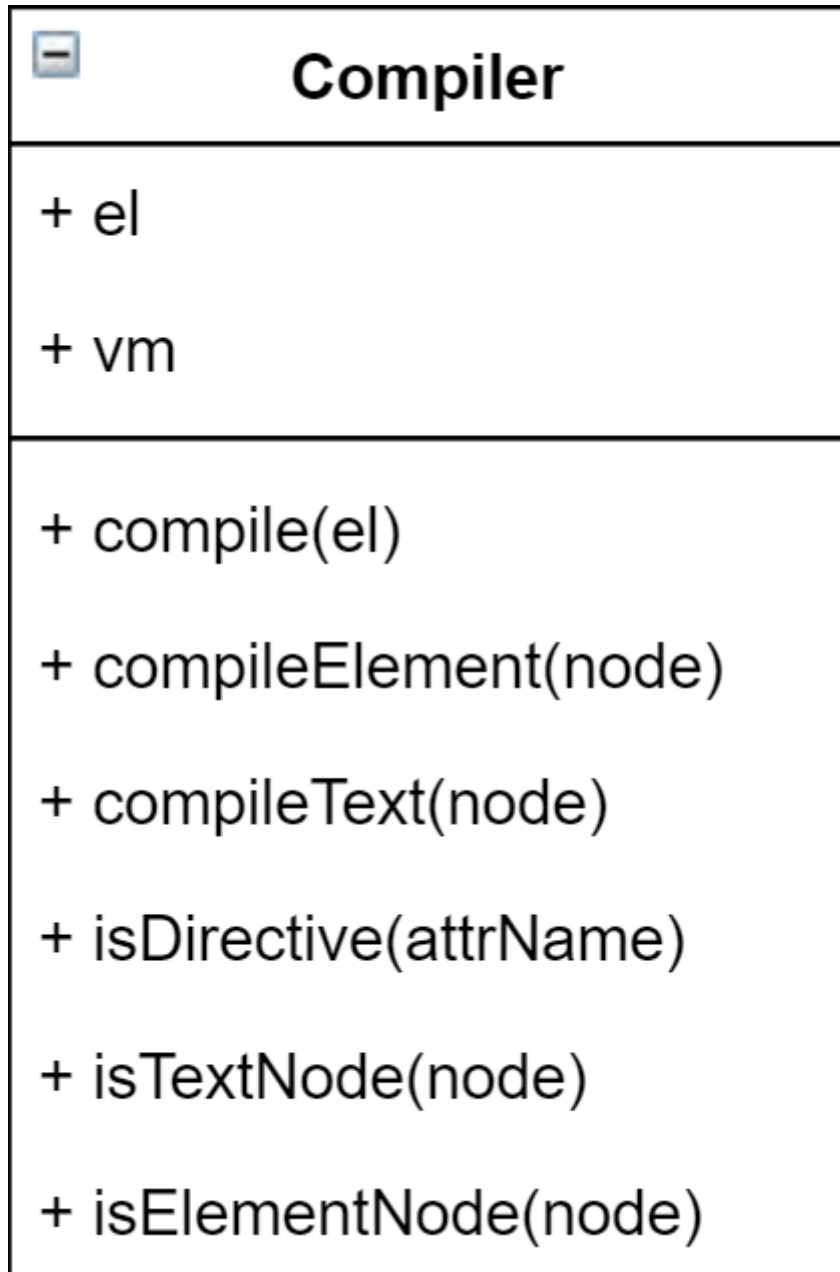 Compiler
+ el
+ vm
+ compile(el)
+ compileElement(node)
+ compileText(node)
+ isDirective(attrName)
+ isTextNode(node)
+ isElementNode(node)